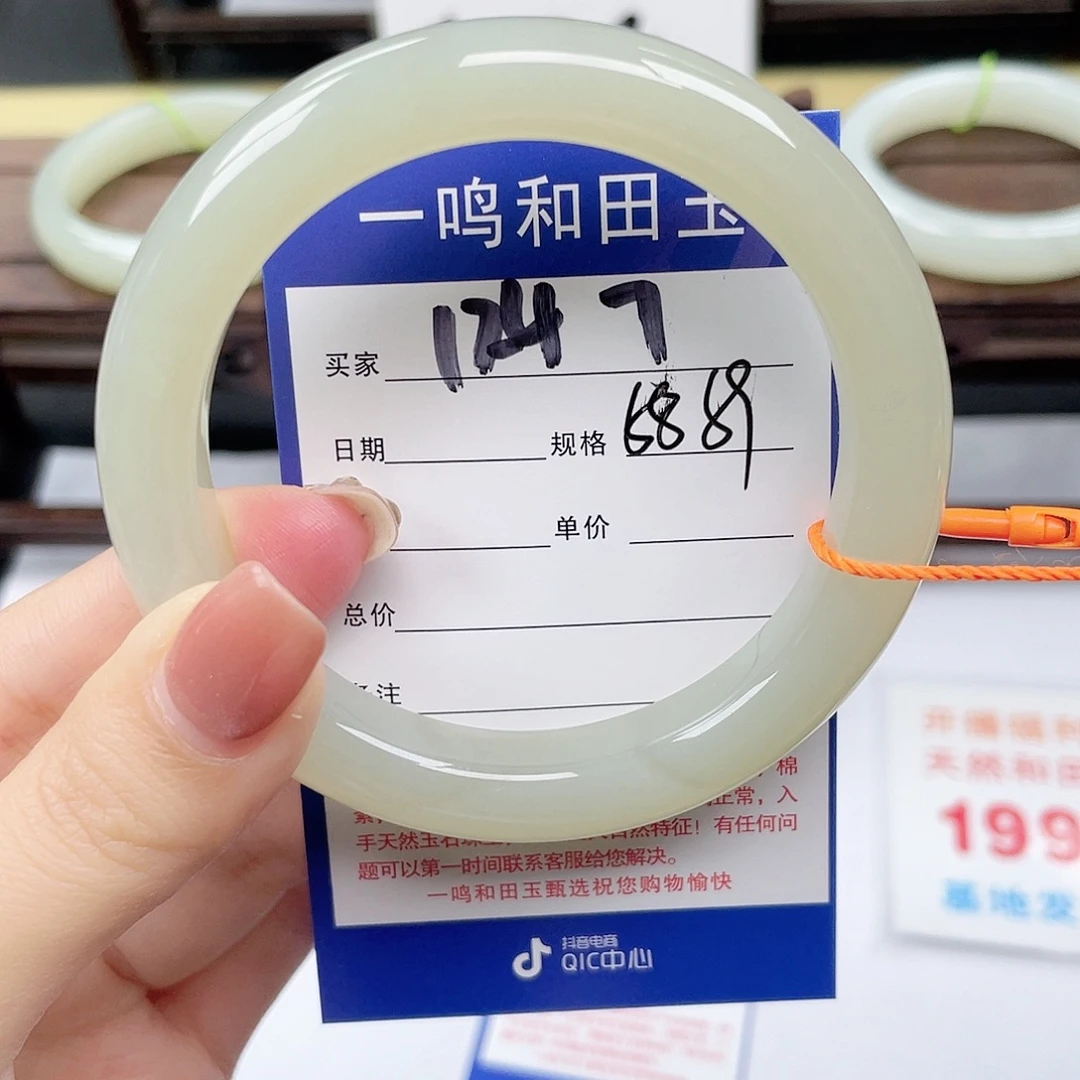 一鸣和田玉
买家 1247
日期 规格 5889
单价
总价
注
棉
正常，入
手天然玉石
自然特征！有任何问
题可以第一时间联系客服给您解决。
一鸣和田玉甄选祝您购物愉快
抖音电商
QIC中心
天然和田
199
基地发